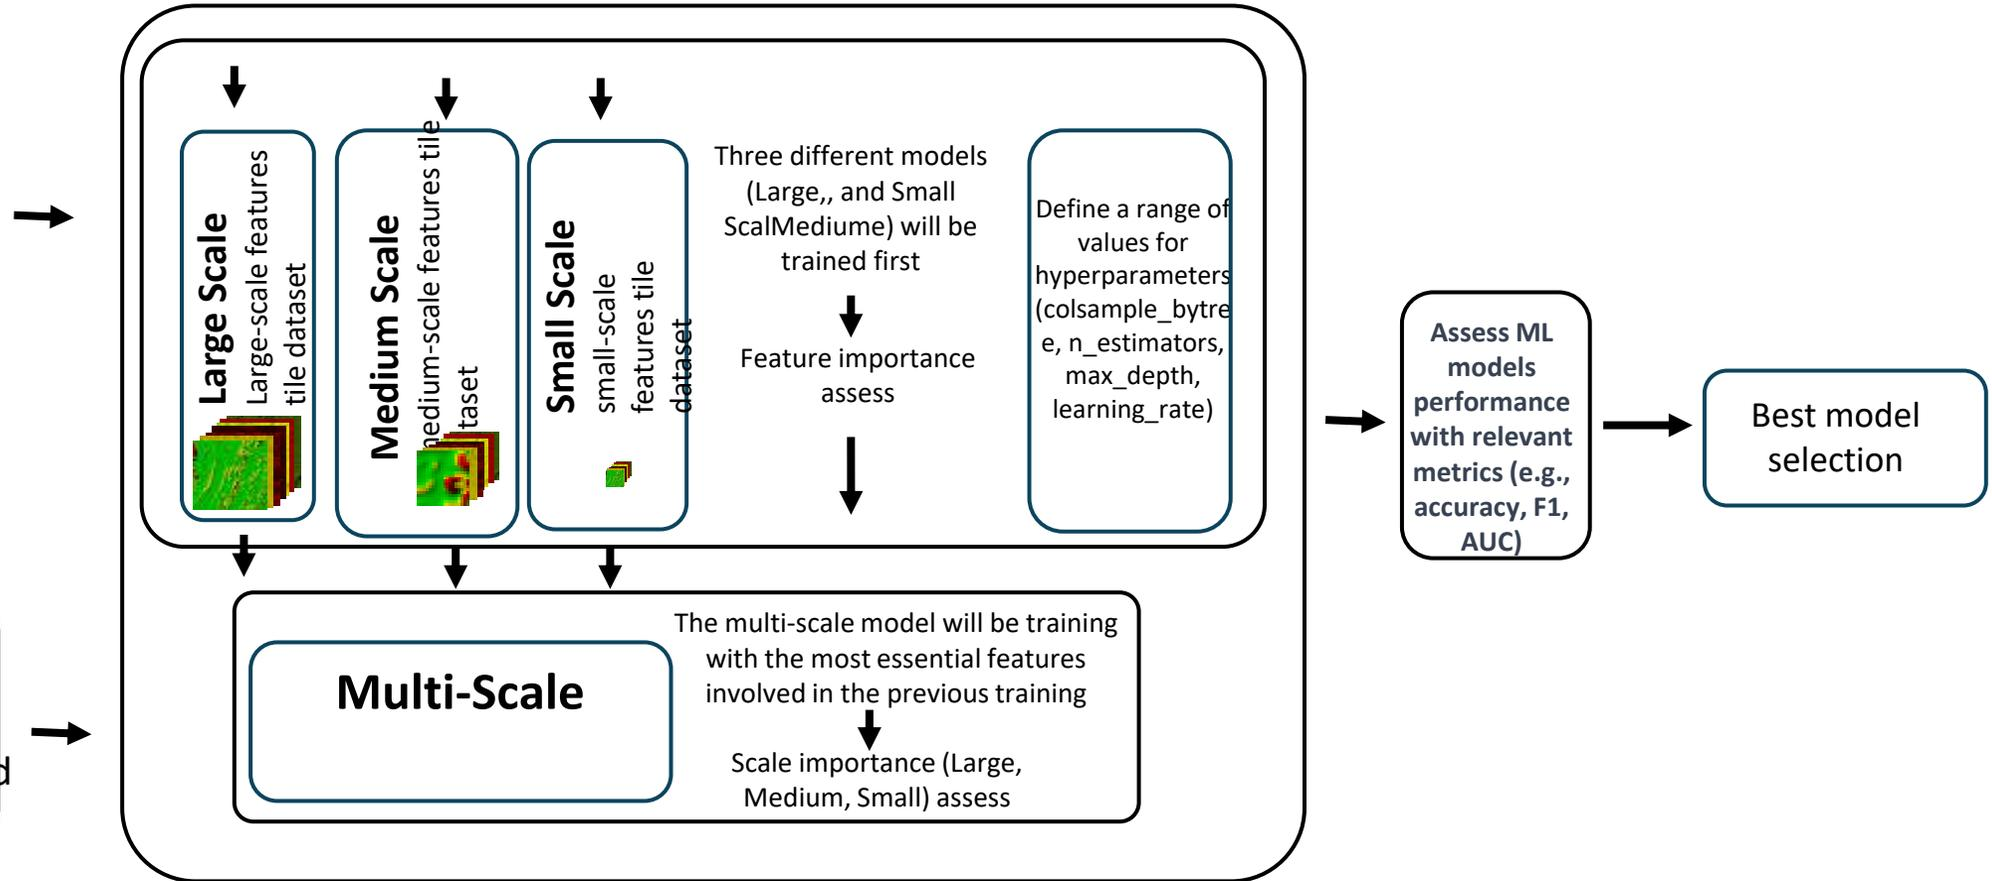 Large Scale
Large-scale features
tile dataset
Medium Scale
medium-scale features tile
taset
Small Scale
small-scale
features tile
dataset
Three different models
(Large,, and Small
ScalMediume) will be
trained first
Feature importance
assess
Define a range of
values for
hyperparameters
(colsample_bytre
e, n_estimators,
max_depth,
learning_rate)
Multi-Scale
The multi-scale model will be training
with the most essential features
involved in the previous training
Scale importance (Large,
Medium, Small) assess
Assess ML
models
performance
with relevant
metrics (e.g.,
accuracy, F1,
AUC)
Best model
selection
d